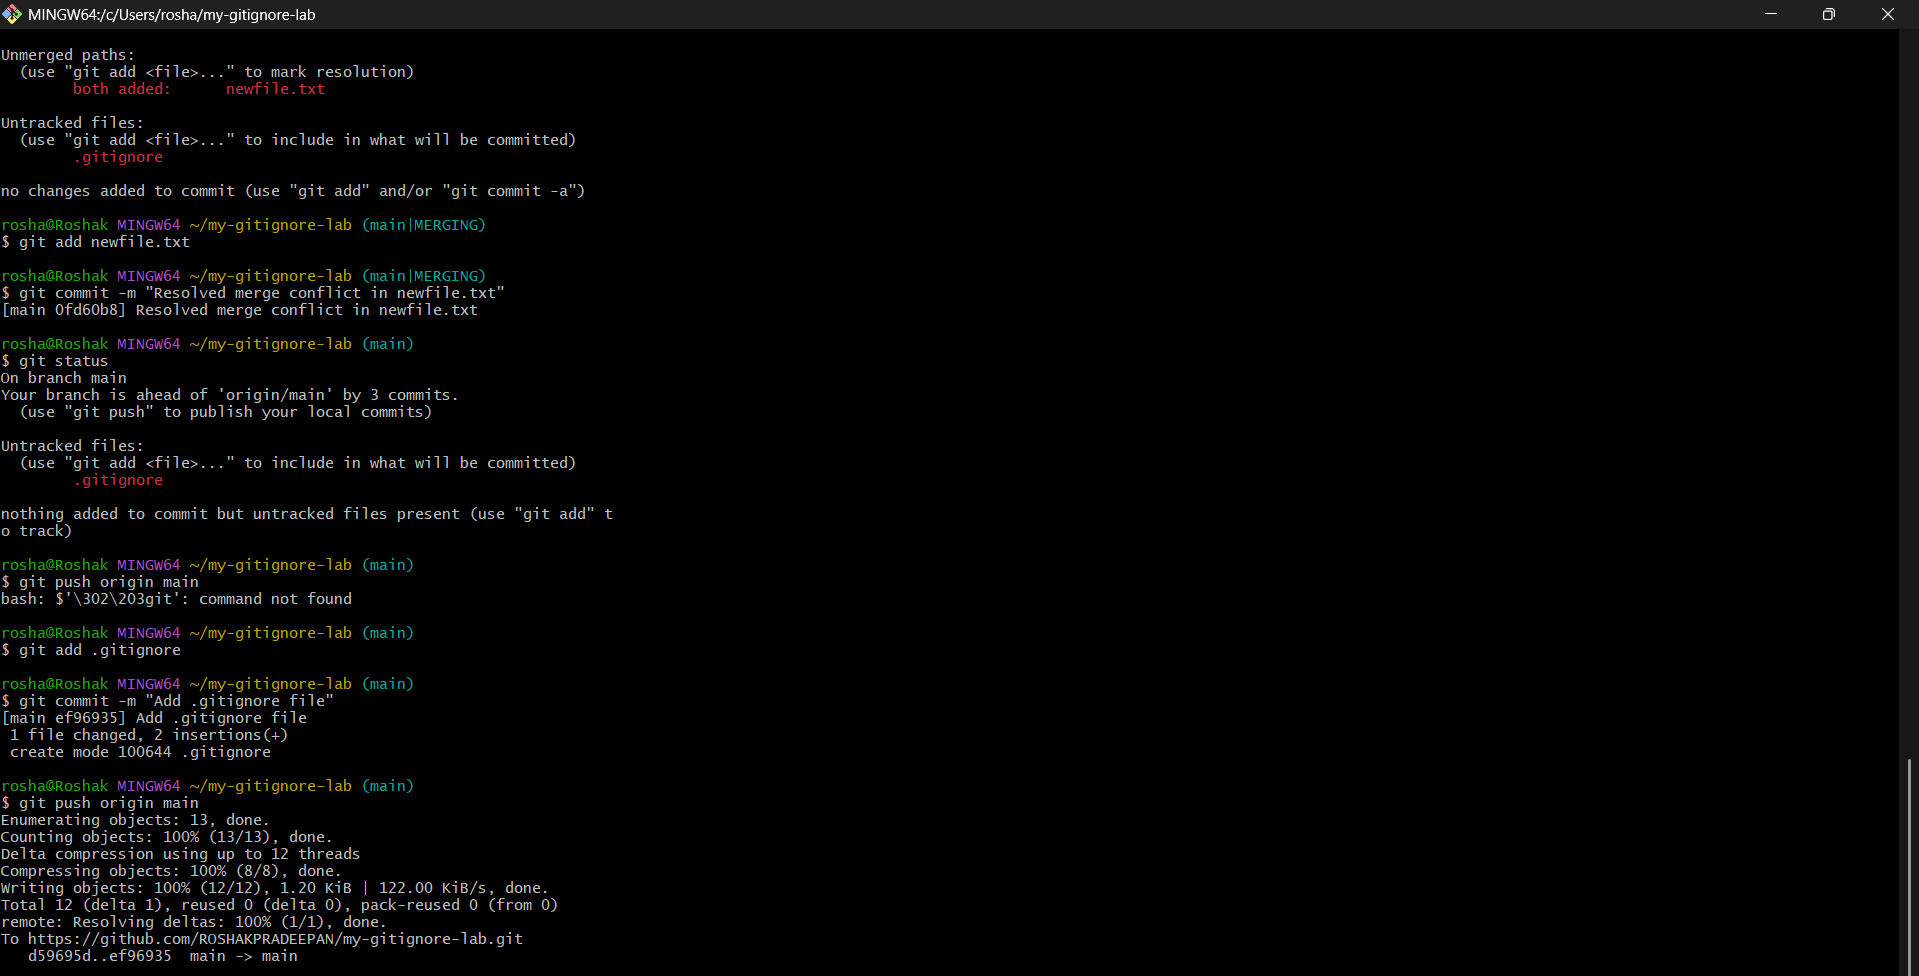 MINGW64:/c/Users/rosha/my-gitignore-lab
Unmerged paths:
  (use "git add <file>..." to mark resolution)
        both added:      newfile.txt
Untracked files:
  (use "git add <file>..." to include in what will be committed)
        .gitignore
no changes added to commit (use "git add" and/or "git commit -a")
rosha@Roshak MINGW64 ~/my-gitignore-lab (main|MERGING)
$ git add newfile.txt
rosha@Roshak MINGW64 ~/my-gitignore-lab (main|MERGING)
$ git commit -m "Resolved merge conflict in newfile.txt"
[main 0fd60b8] Resolved merge conflict in newfile.txt
rosha@Roshak MINGW64 ~/my-gitignore-lab (main)
$ git status
On branch main
Your branch is ahead of 'origin/main' by 3 commits.
  (use "git push" to publish your local commits)
Untracked files:
  (use "git add <file>..." to include in what will be committed)
        .gitignore
nothing added to commit but untracked files present (use "git add" t
o track)
rosha@Roshak MINGW64 ~/my-gitignore-lab (main)
$ git push origin main
bash: $'\302\203git': command not found
rosha@Roshak MINGW64 ~/my-gitignore-lab (main)
$ git add .gitignore
rosha@Roshak MINGW64 ~/my-gitignore-lab (main)
$ git commit -m "Add .gitignore file"
[main ef96935] Add .gitignore file
 1 file changed, 2 insertions(+)
 create mode 100644 .gitignore
rosha@Roshak MINGW64 ~/my-gitignore-lab (main)
$ git push origin main
Enumerating objects: 13, done.
Counting objects: 100% (13/13), done.
Delta compression using up to 12 threads
Compressing objects: 100% (8/8), done.
Writing objects: 100% (12/12), 1.20 KiB | 122.00 KiB/s, done.
Total 12 (delta 1), reused 0 (delta 0), pack-reused 0 (from 0)
remote: Resolving deltas: 100% (1/1), done.
To https://github.com/ROSHAKPRADEEPAN/my-gitignore-lab.git
   d59695d..ef96935  main -> main